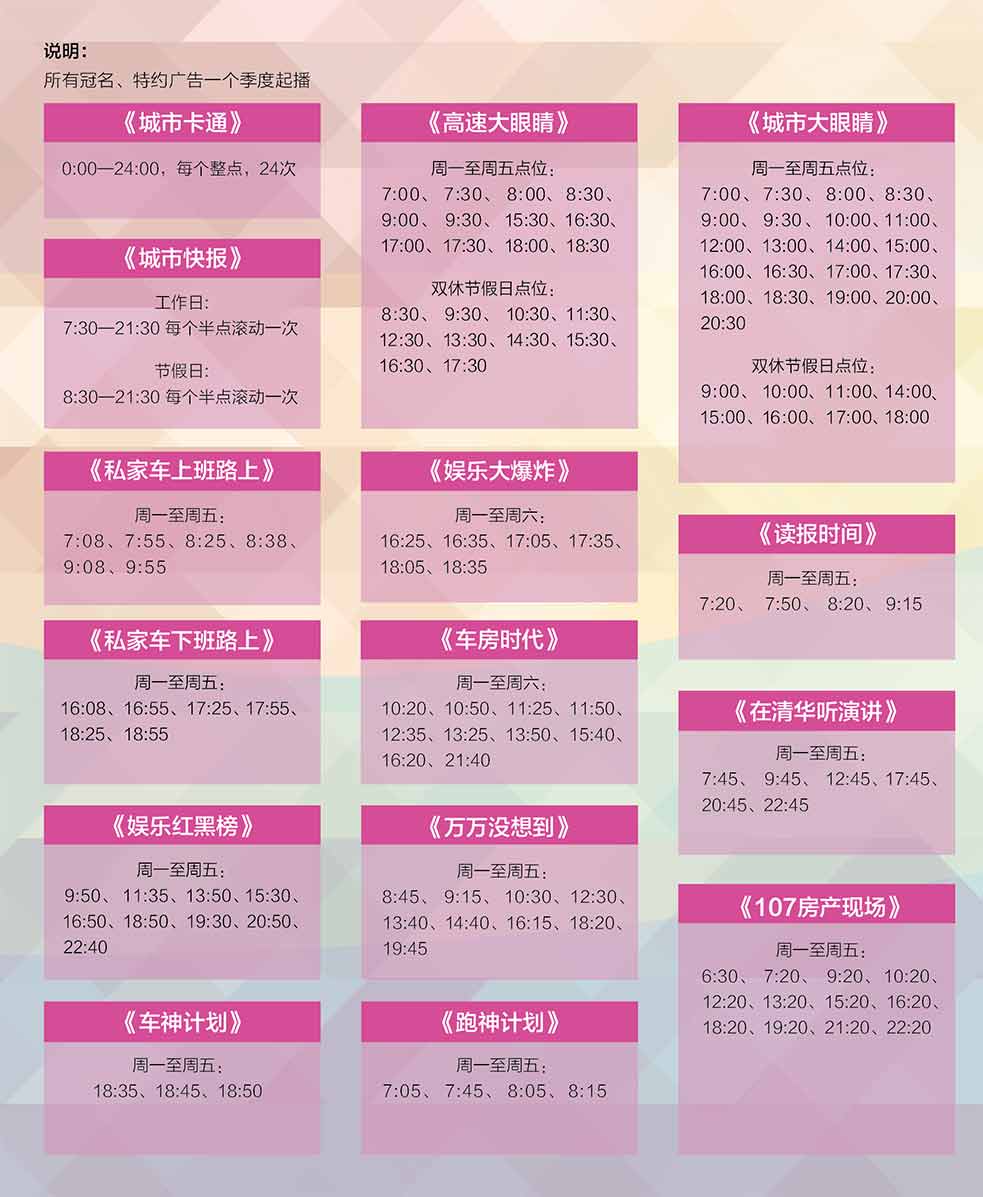 说明：
所有冠名、特约广告一个季度起播
《城市卡通》
0:00—24:00，每个整点，24次
《城市快报》
工作日:
7:30—21:30 每个半点滚动一次
节假日:
8:30—21:30 每个半点滚动一次
《高速大眼睛》
周一至周五点位：
7:00、 7:30、 8:00、8:30、
9:00、 9:30、 15:30、16:30、
17:00、17:30、18:00、18:30
双休节假日点位：
8:30、 9:30、 10:30、11:30、
12:30、13:30、14:30、15:30、
16:30、17:30
《城市大眼睛》
周一至周五点位：
7:00、 7:30、 8:00、8:30、
9:00、 9:30 、10:00、11:00、
12:00、13:00、14:00、15:00、
16:00、16:30、17:00、17:30、
18:00、18:30、19:00、20:00、
20:30
双休节假日点位：
9:00、 10:00、11:00、14:00、
15:00、16:00、17:00、18:00
《私家车上班路上》
周一至周五：
7:08、7:55、8:25、8:38、
9:08、9:55
《娱乐大爆炸》
周一至周六：
16:25、16:35、17:05、17:35、
18:05、18:35
《读报时间》
周一至周五：
7:20、 7:50、 8:20、9:15
《私家车下班路上》
周一至周五：
16:08、16:55、17:25、17:55、
18:25、18:55
《车房时代》
周一至周六：
10:20、10:50、11:25、11:50、
12:35、13:25、13:50、15:40、
16:20、21:40
《在清华听演讲》
周一至周五：
7:45、 9:45、 12:45、17:45、
20:45、22:45
《娱乐红黑榜》
周一至周五：
9:50、 11:35、13:50、15:30、
16:50、18:50、19:30、20:50、
22:40
《万万没想到》
周一至周五：
8:45、 9:15、 10:30、12:30、
13:40、14:40、16:15、18:20、
19:45
《107房产现场》
周一至周五：
6:30、 7:20、 9:20、 10:20、
12:20、13:20、15:20、16:20、
18:20、19:20、21:20、22:20
《车神计划》
周一至周五：
18:35、18:45、18:50
《跑神计划》
周一至周五：
7:05、 7:45、 8:05、8:15